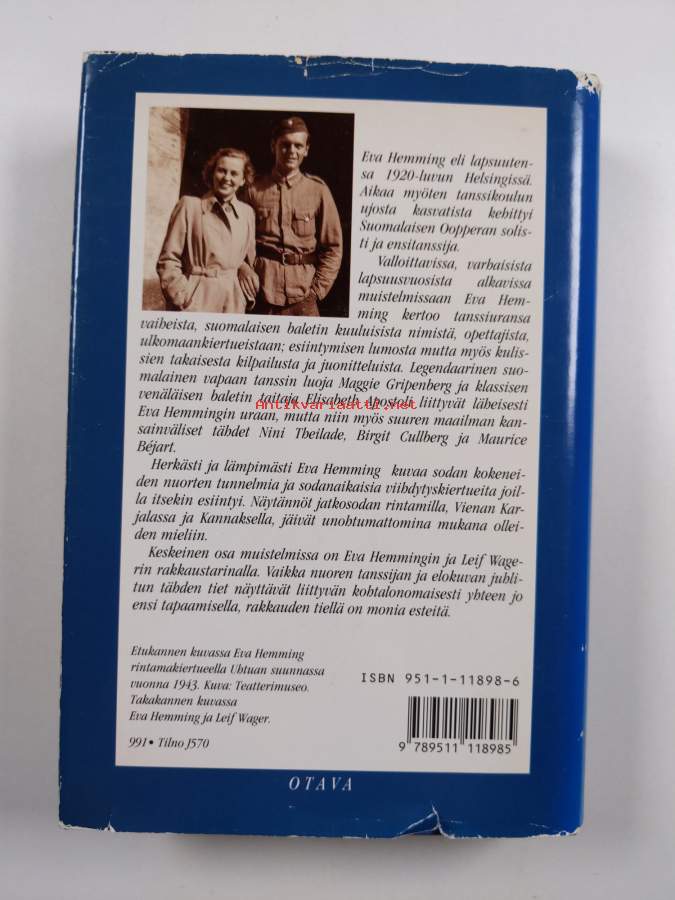 Eva Hemming eli lapsuuten-
sa 1920-luvun Helsingissä.
Aikaa myöten tanssikoulun
ujosta kasvatista kehittyi
Suomalaisen Oopperan solis-
ti ja ensitanssija.
Valloittavissa, varhaisista
lapsuusvuosista alkavissa
muistelmissaan Eva Hem-
ming kertoo tanssiuransa
vaiheista, suomalaisen baletin kuuluisista nimistä, opettajista,
ulkomaankiertueistaan; esiintymisen lumosta mutta myös kulis-
sien takaisesta kilpailusta ja juonitteluista. Legendaarinen suo-
malainen vapaan tanssin luoja Maggie Gripenberg ja klassisen
venäläisen baletin taitaja Elisabeth Apostoli liittyvät läheisesti
Antikvariaatti.net
Eva Hemmingin uraan, mutta niin myös suuren maailman kan-
sainväliset tähdet Nini Theilade, Birgit Cullberg ja Maurice
Béjart.
Herkästi ja lämpimästi Eva Hemming kuvaa sodan kokenei-
den nuorten tunnelmia ja sodanaikaisia viihdytyskiertueita joil-
la itsekin esiintyi. Näytännöt jatkosodan rintamilla, Vienan Kar-
jalassa ja Kannaksella, jäivät unohtumattomina mukana ollei-
den mieliin.
Keskeinen osa muistelmissa on Eva Hemmingin ja Leif Wage-
rin rakkaustarinalla. Vaikka nuoren tanssijan ja elokuvan juhli-
tun tähden tiet näyttävät liittyvän kohtalonomaisesti yhteen jo
ensi tapaamisella, rakkauden tiellä on monia esteitä.
Etukannen kuvassa Eva Hemming
rintamakiertueella Uhtuan suunnassa
vuonna 1943. Kuva: Teatterimuseo.
Takakannen kuvassa
Eva Hemming ja Leif Wager.
991• Tilno J570
ISBN 951-1-11898-6
9 789511 118985
OTAVA